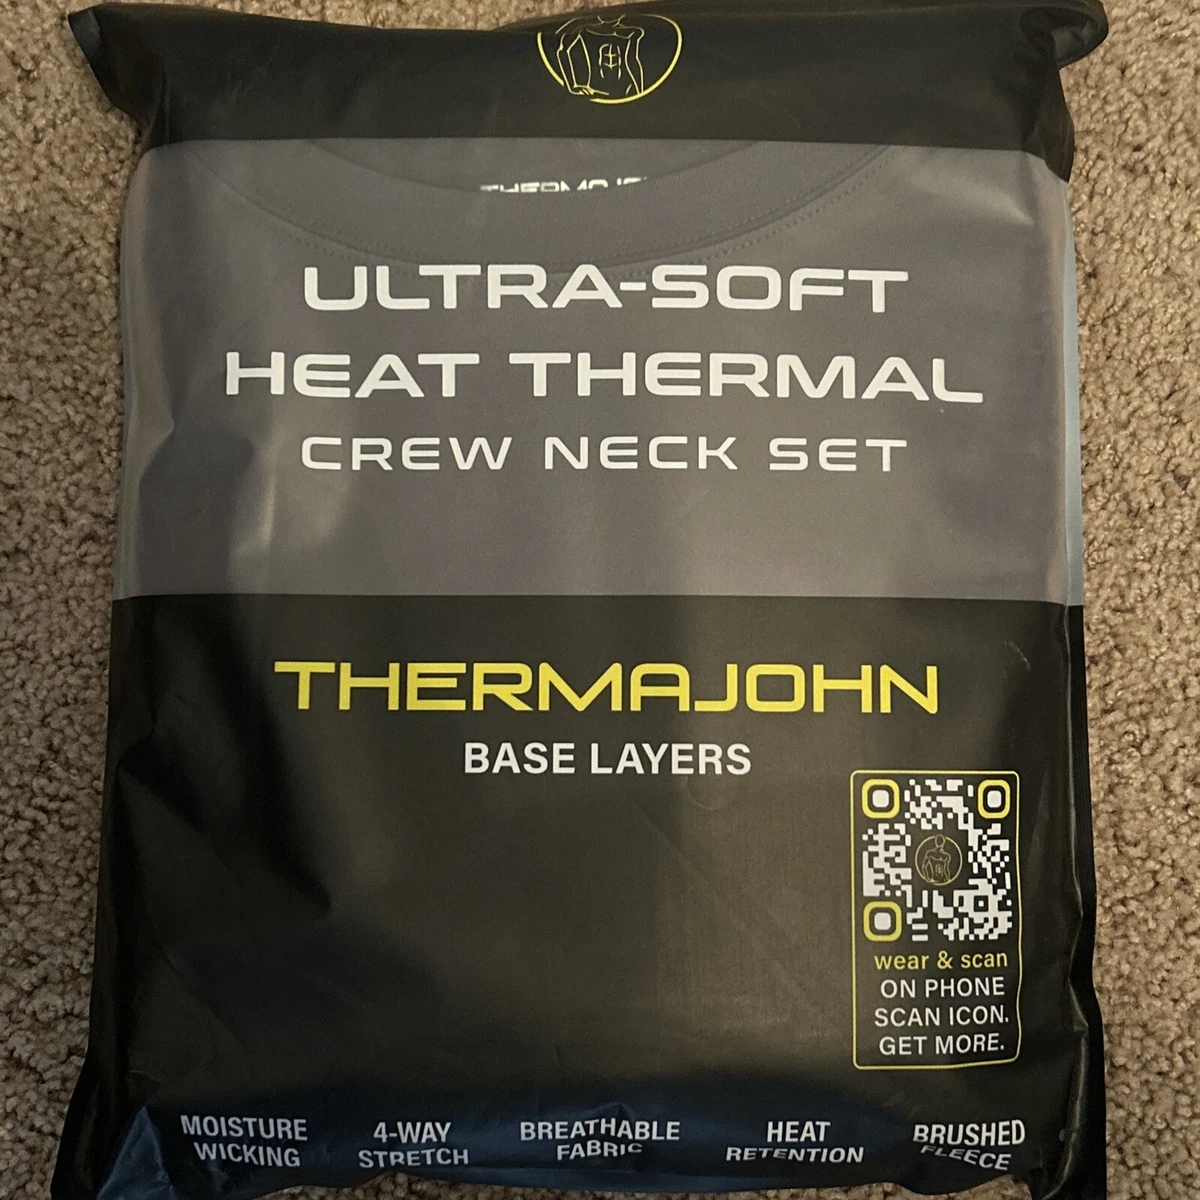 ULTRA-SOFT
HEAT THERMAL
CREW NECK SET
THERMAJOHN
BASE LAYERS
wear & scan
ON PHONE
SCAN ICON.
GET MORE.
MOISTURE
WICKING
4-WAY
STRETCH
BREATHABLE
FABRIC
HEAT
RETENTION
BRUSHED
FLEECE